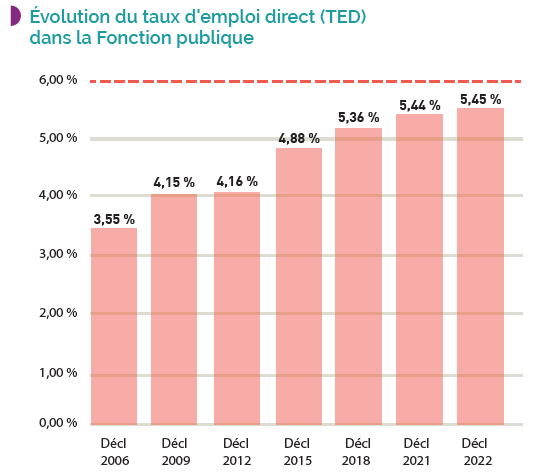 Évolution du taux d'emploi direct (TED)
dans la Fonction publique
6,00 %
5,00 %
4,00 %
3,00 %
2,00 %
1,00 %
0,00 %
3,55 %
4,15 %
4,16 %
4,88 %
5,36 %
5,44 %
5,45 %
Décl
2006
Décl
2009
Décl
2012
Décl
2015
Décl
2018
Décl
2021
Décl
2022